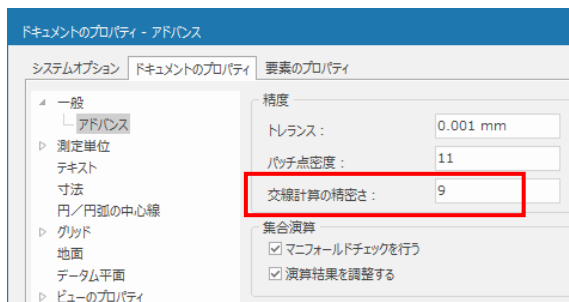 ドキュメントのプロパティ - アドバンス
システムオプション ドキュメントのプロパティ 要素のプロパティ
一般
アドバンス
測定単位
テキスト
寸法
円／円弧の中心線
グリッド
地面
データム平面
ビューのプロパティ
精度
トレランス： 0.001 mm
パッチ点密度： 11
交線計算の精密さ： 9
集合演算
マニフォールドチェックを行う
演算結果を調整する